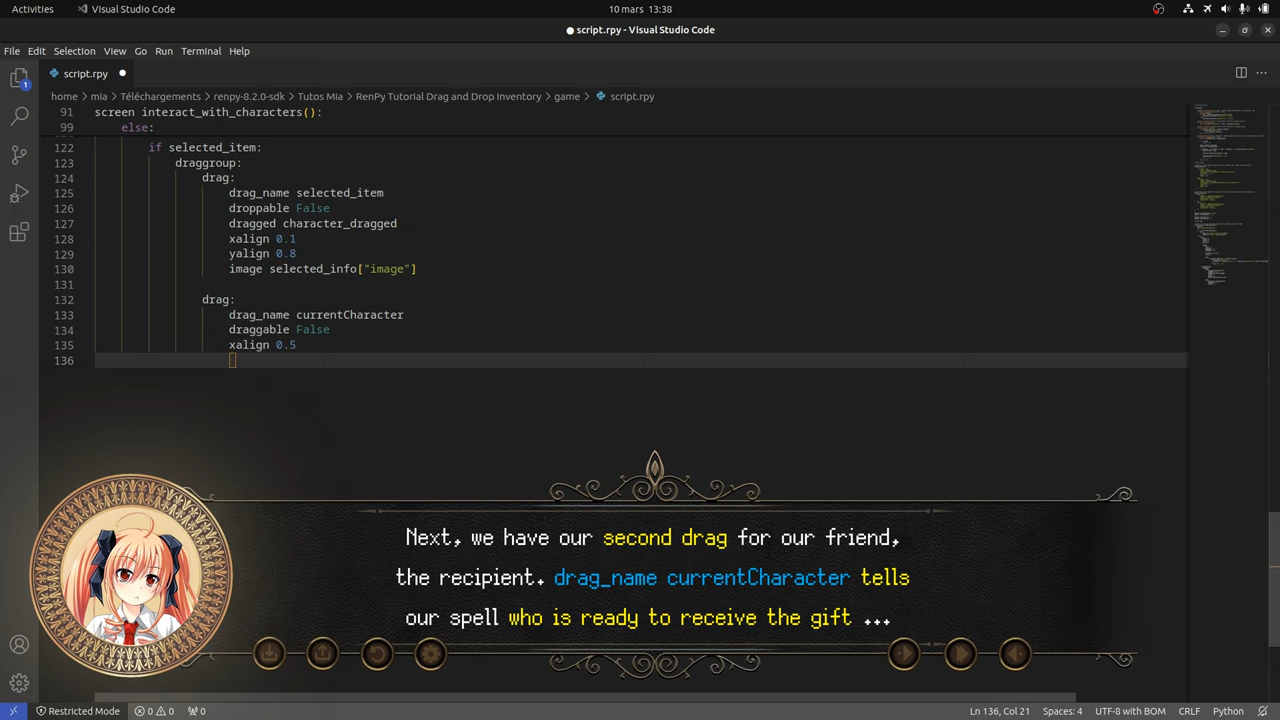 Activities
Visual Studio Code
10 mars 13:38
● script.rpy - Visual Studio Code
File Edit Selection View Go Run Terminal Help
script.rpy
home > mia > Téléchargements > renpy-8.2.0-sdk > Tutos Mia > RenPy Tutorial Drag and Drop Inventory > game > script.rpy
1
91 screen interact_with_characters():
99 else:
122 if selected_item:
123 draggroup:
124 drag:
125 drag_name selected_item
126 droppable False
127 dragged character_dragged
128 xalign 0.1
129 yalign 0.8
130 image selected_info["image"]
131
132 drag:
133 drag_name currentCharacter
134 draggable False
135 xalign 0.5
136
Next, we have our second drag for our friend,
the recipient. drag_name currentCharacter tells
our spell who is ready to receive the gift ...
Restricted Mode 0 0 0 Ln 136, Col 21 Spaces: 4 UTF-8 with BOM CRLF Python